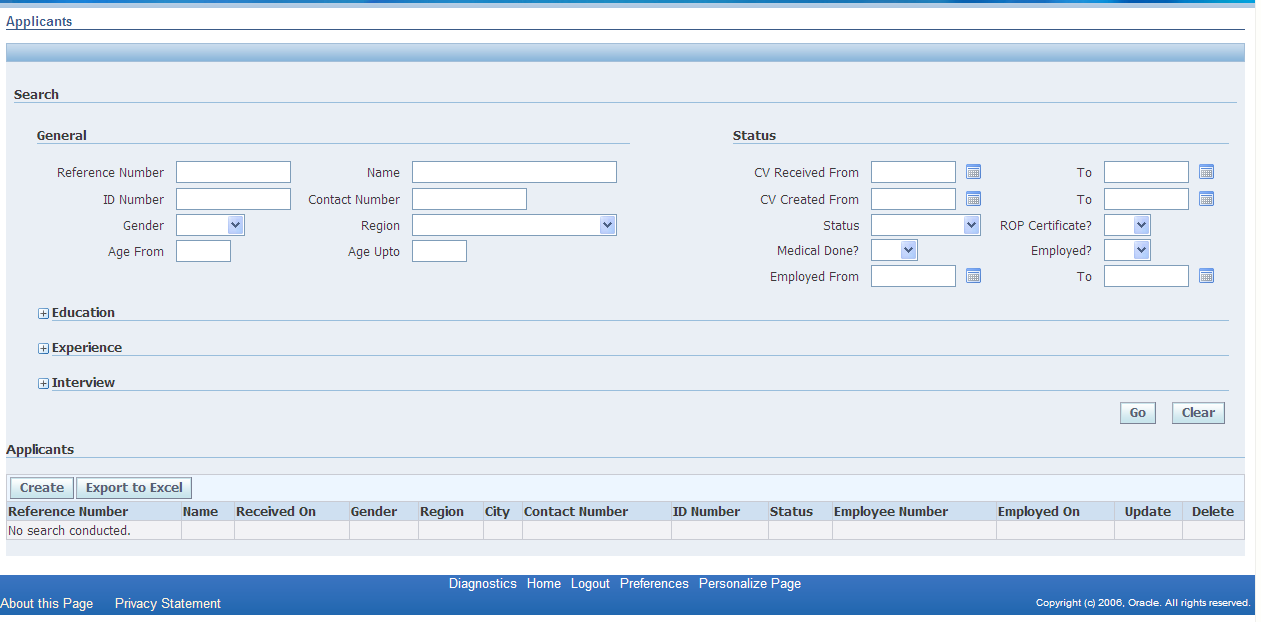 Applicants
Search
General
Status
Reference Number Name CV Received From To
ID Number Contact Number CV Created From To
Gender Region Status ROP Certificate?
Age From Age Upto Medical Done? Employed?
Employed From To
Education
Experience
Interview
Go Clear
Applicants
Create Export to Excel
Reference Number Name Received On Gender Region City Contact Number ID Number Status Employee Number Employed On Update Delete
No search conducted.
Diagnostics Home Logout Preferences Personalize Page
About this Page Privacy Statement Copyright (c) 2006, Oracle. All rights reserved.